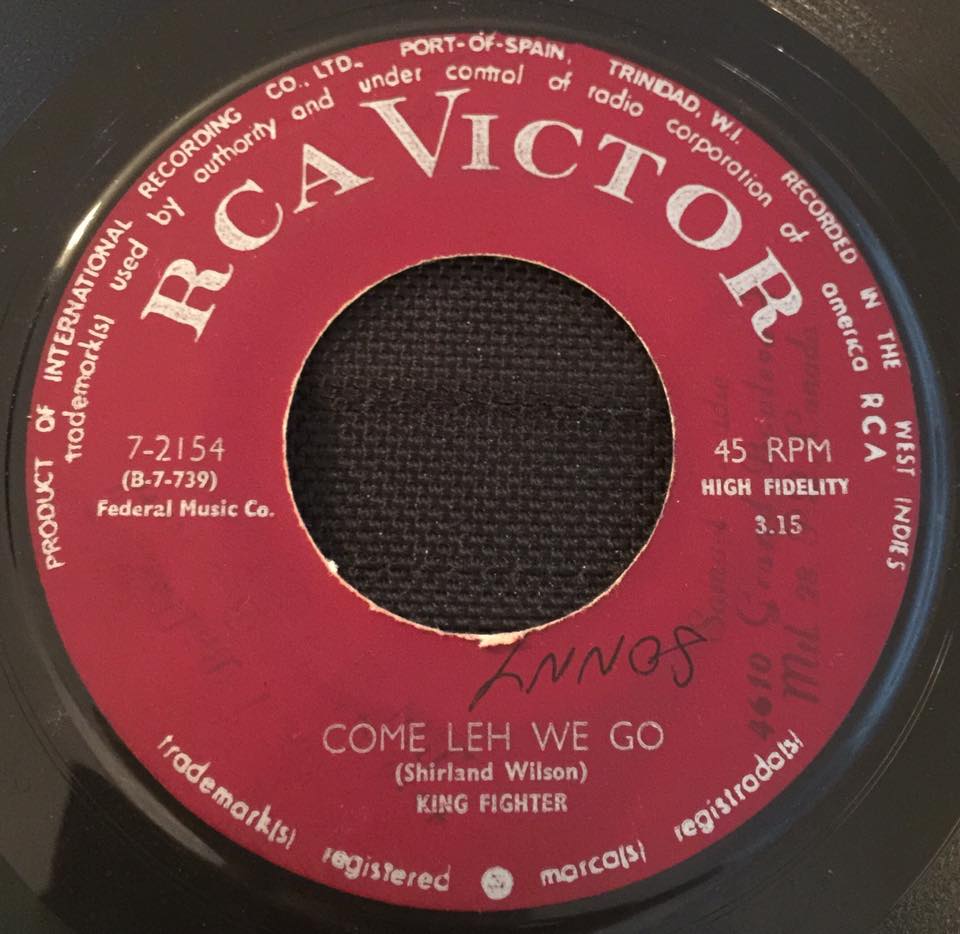 PRODUCT OF INTERNATIONAL RECORDING CO., LTD. PORT-OF-SPAIN, TRINIDAD, W.I. RECORDED IN THE WEST INDIES
trademark(s) used by authority and under control of radio corporation of america RCA
RCA VICTOR
7-2154
(B-7-739)
Federal Music Co.
45 RPM
HIGH FIDELITY
3.15
4610
COME LEH WE GO
(Shirland Wilson)
KING FIGHTER
trademark(s) registered marca(s) registrada(s)